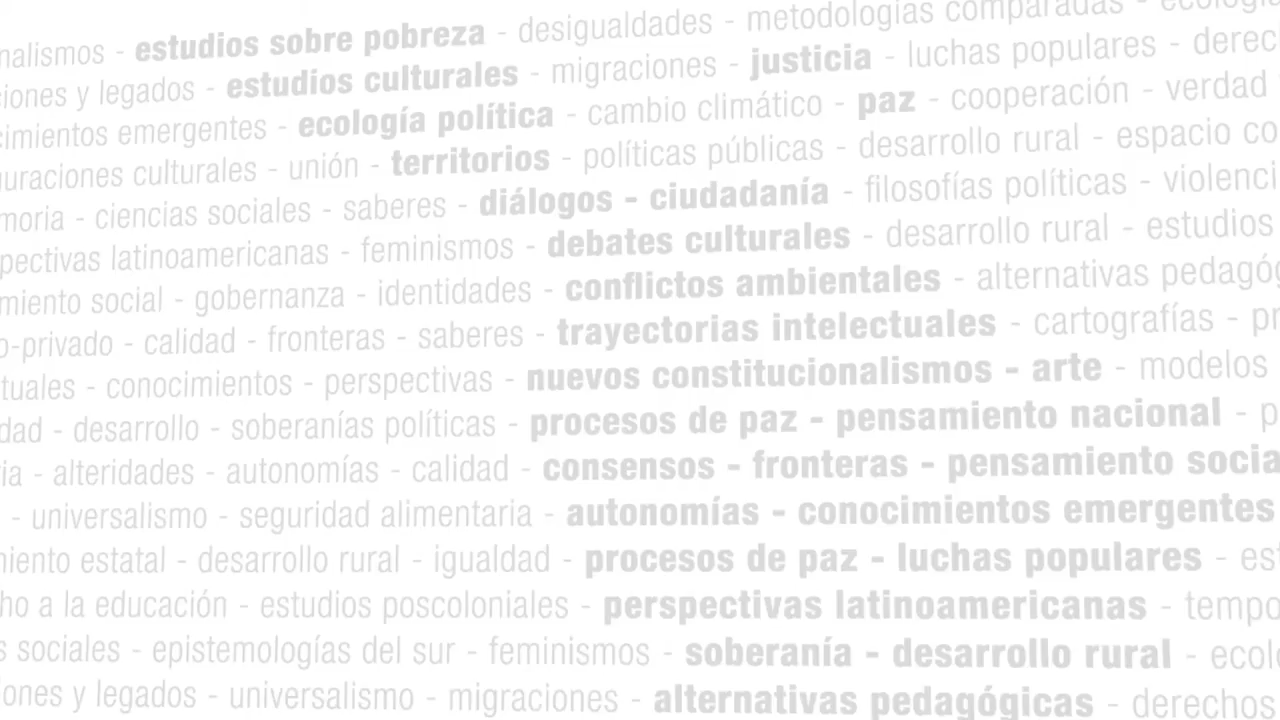 nalismos - estudios sobre pobreza - desigualdades - metodologías comparadas - ecología
ciones y legados - estudios culturales - migraciones - justicia - luchas populares - derec
cimientos emergentes - ecología política - cambio climático - paz - cooperación - verdad
guraciones culturales - unión - territorios - políticas públicas - desarrollo rural - espacio co
moria - ciencias sociales - saberes - diálogos - ciudadanía - filosofías políticas - violenci
pectivas latinoamericanas - feminismos - debates culturales - desarrollo rural - estudios
miento social - gobernanza - identidades - conflictos ambientales - alternativas pedagóg
o-privado - calidad - fronteras - saberes - trayectorias intelectuales - cartografías - pr
tuales - conocimientos - perspectivas - nuevos constitucionalismos - arte - modelos
dad - desarrollo - soberanías políticas - procesos de paz - pensamiento nacional - p
ia - alteridades - autonomías - calidad - consensos - fronteras - pensamiento socia
- universalismo - seguridad alimentaria - autonomías - conocimientos emergentes
miento estatal - desarrollo rural - igualdad - procesos de paz - luchas populares - est
ho a la educación - estudios poscoloniales - perspectivas latinoamericanas - tempo
s sociales - epistemologías del sur - feminismos - soberanía - desarrollo rural - ecol
iones y legados - universalismo - migraciones - alternativas pedagógicas - derechos